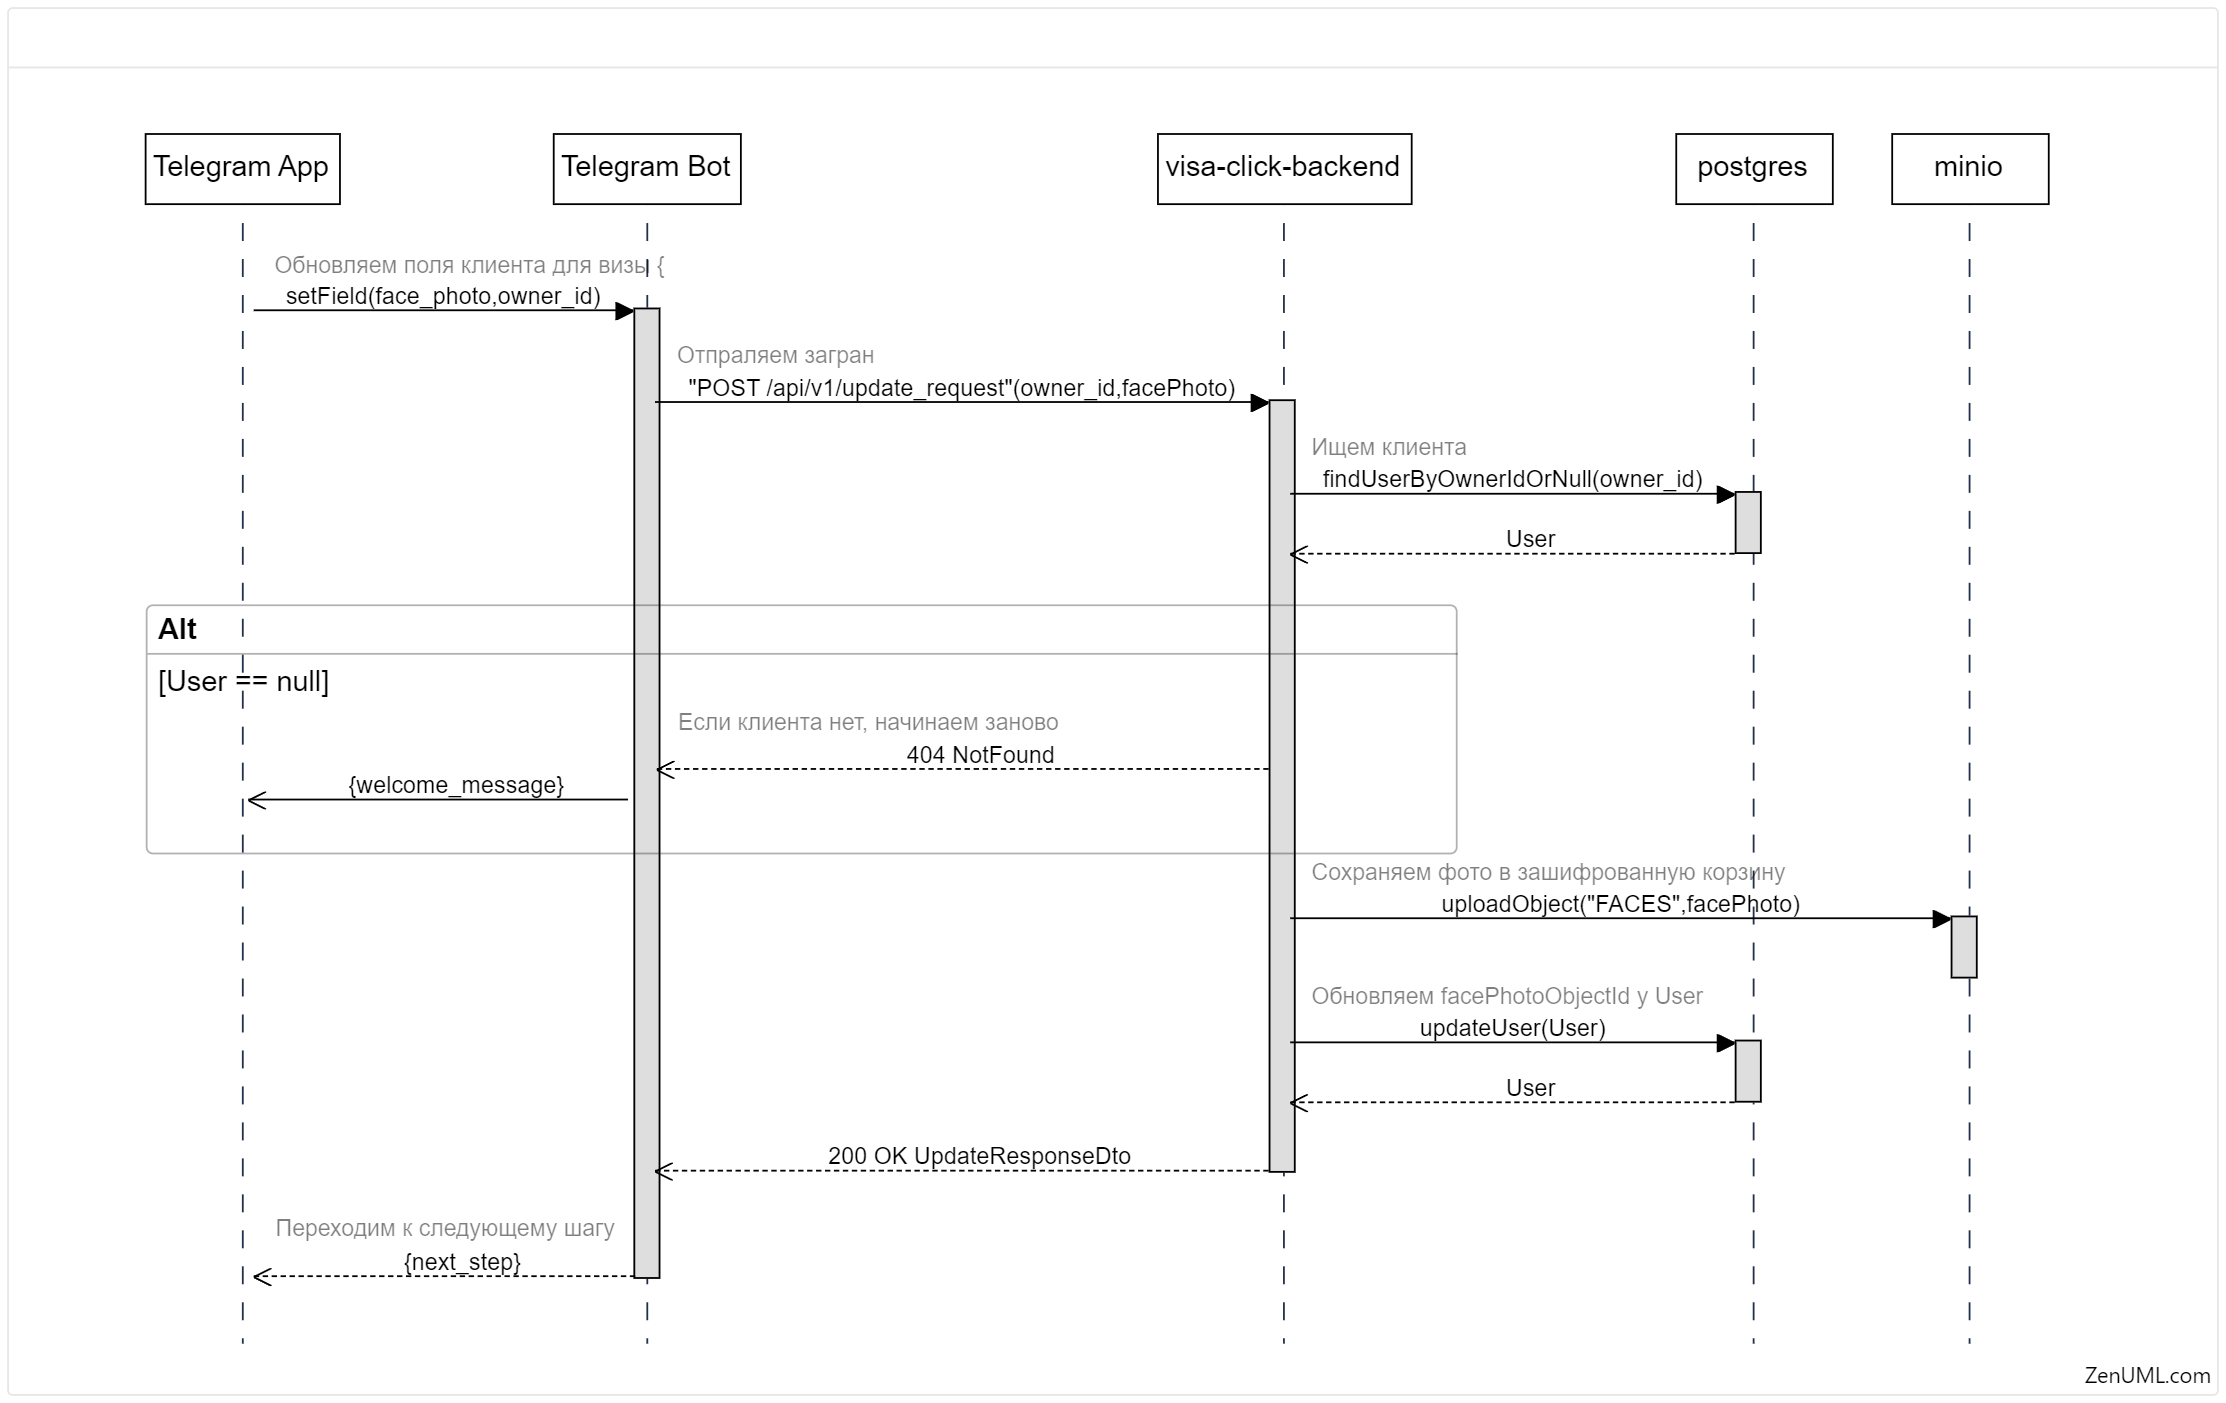 Telegram App
Telegram Bot
visa-click-backend
postgres
minio
Обновляем поля клиента для визы {
setField(face_photo,owner_id)
Отпраляем загран
"POST /api/v1/update_request"(owner_id,facePhoto)
Ищем клиента
findUserByOwnerIdOrNull(owner_id)
User
Alt
[User == null]
Если клиента нет, начинаем заново
404 NotFound
{welcome_message}
Сохраняем фото в зашифрованную корзину
uploadObject("FACES",facePhoto)
Обновляем facePhotoObjectId у User
updateUser(User)
User
200 OK UpdateResponseDto
Переходим к следующему шагу
{next_step}
ZenUML.com